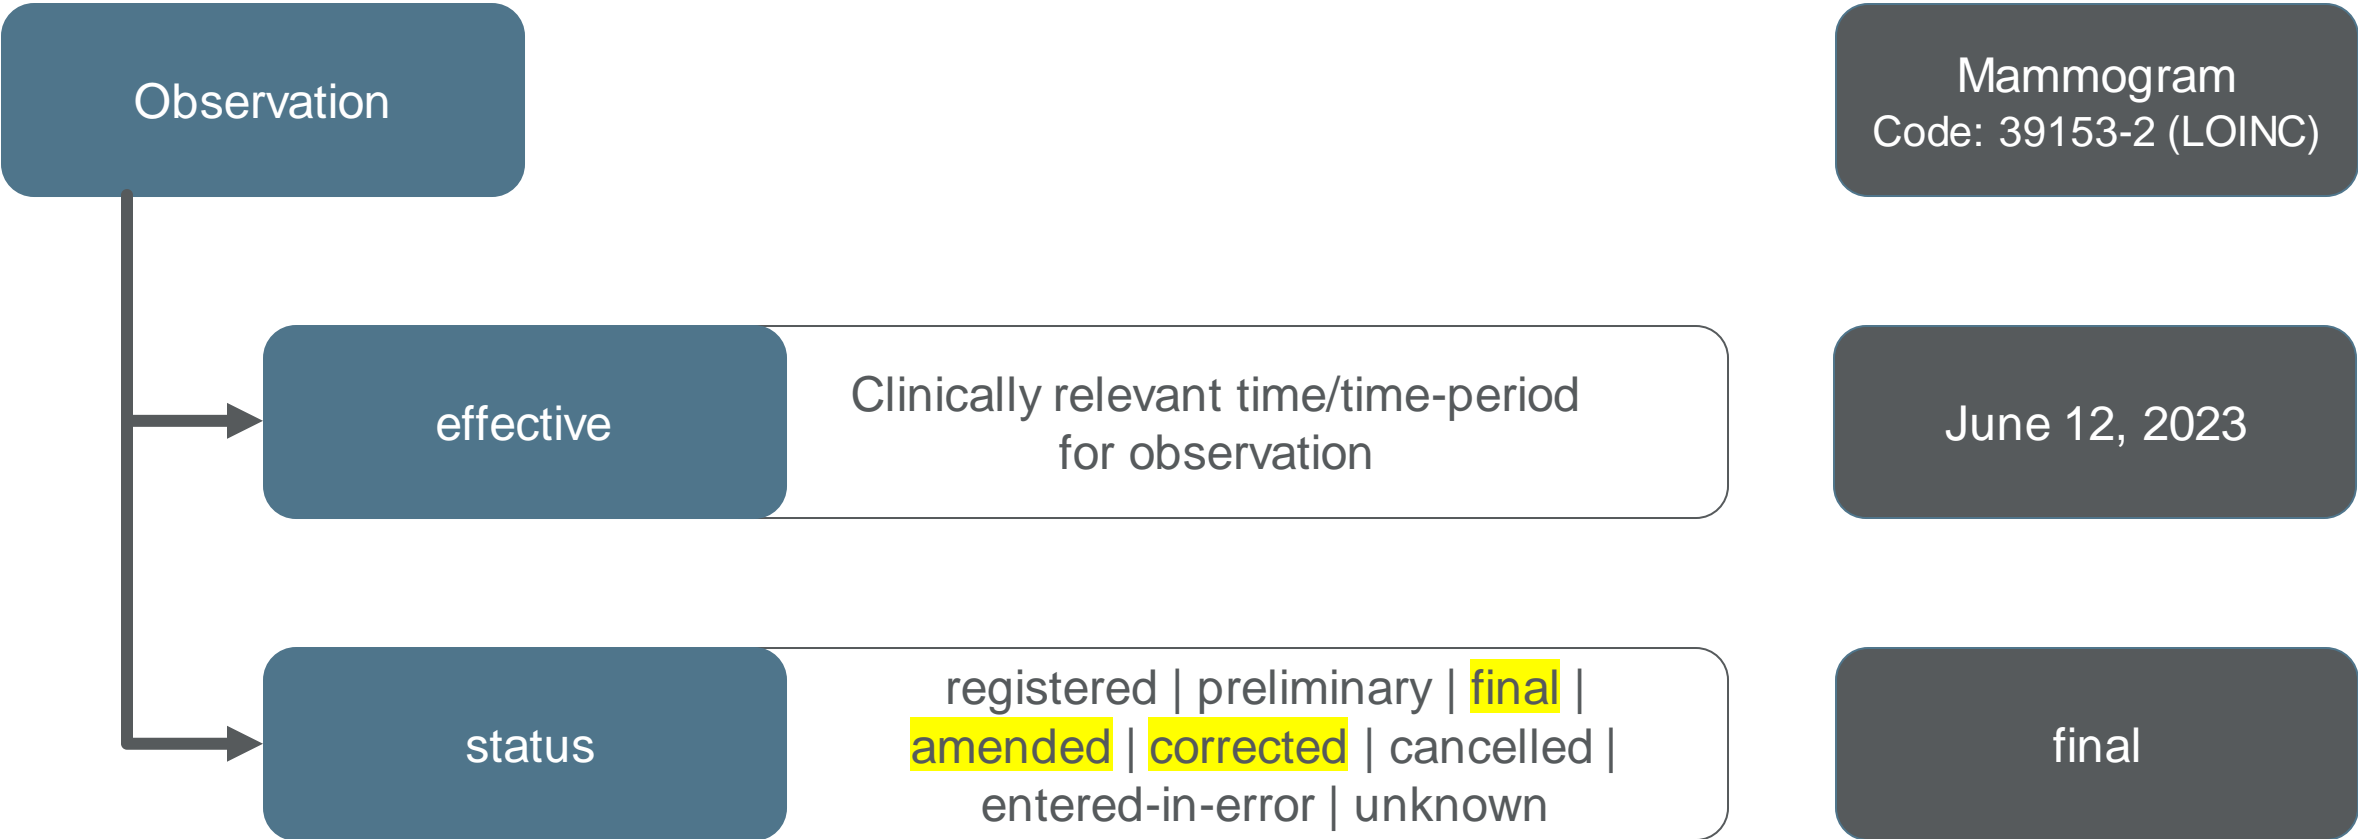 Observation
Mammogram
Code: 39153-2 (LOINC)
effective
Clinically relevant time/time-period
for observation
June 12, 2023
status
registered | preliminary | final |
amended | corrected | cancelled |
entered-in-error | unknown
final